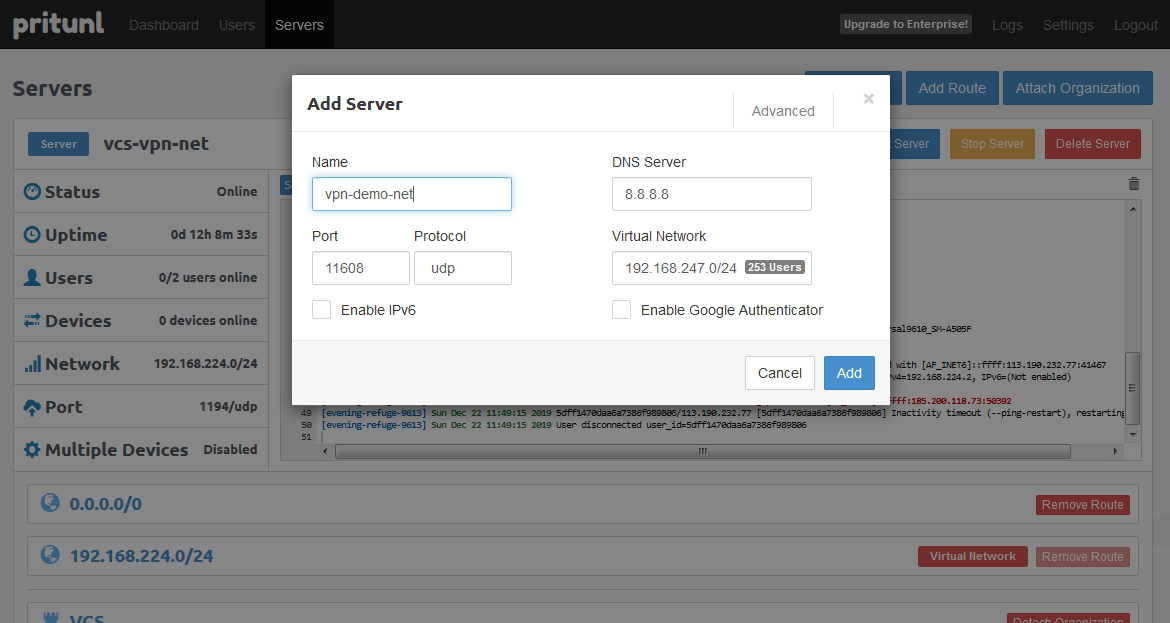 pritunl Dashboard Users Servers Upgrade to Enterprise! Logs Settings Logout
Servers Add Route Attach Organization
Add Server Advanced ×
Server vcs-vpn-net Server Stop Server Delete Server
Name DNS Server
vpn-demo-net 8.8.8.8
Port Protocol Virtual Network
11608 udp 192.168.247.0/24 253 Users
Enable IPv6 Enable Google Authenticator
Cancel Add
Status Online
Uptime 0d 12h 8m 33s
Users 0/2 users online
Devices 0 devices online
Network 192.168.224.0/24
Port 1194/udp
Multiple Devices Disabled
sal9610_SM-A505F
d with [AF_INET6]::ffff:113.190.232.77:41467
v4=192.168.224.2, IPv6=(Not enabled)
ffff:185.200.118.73:50392
49 [evening-refuge-9613] Sun Dec 22 11:49:15 2019 5dff1470daa6a7386f989806/113.190.232.77 [5dff1470daa6a7386f989806] Inactivity timeout (--ping-restart), restarting
50 [evening-refuge-9613] Sun Dec 22 11:49:15 2019 User disconnected user_id=5dff1470daa6a7386f989806
51
0.0.0.0/0 Remove Route
192.168.224.0/24 Virtual Network Remove Route
VCS Detach Organization